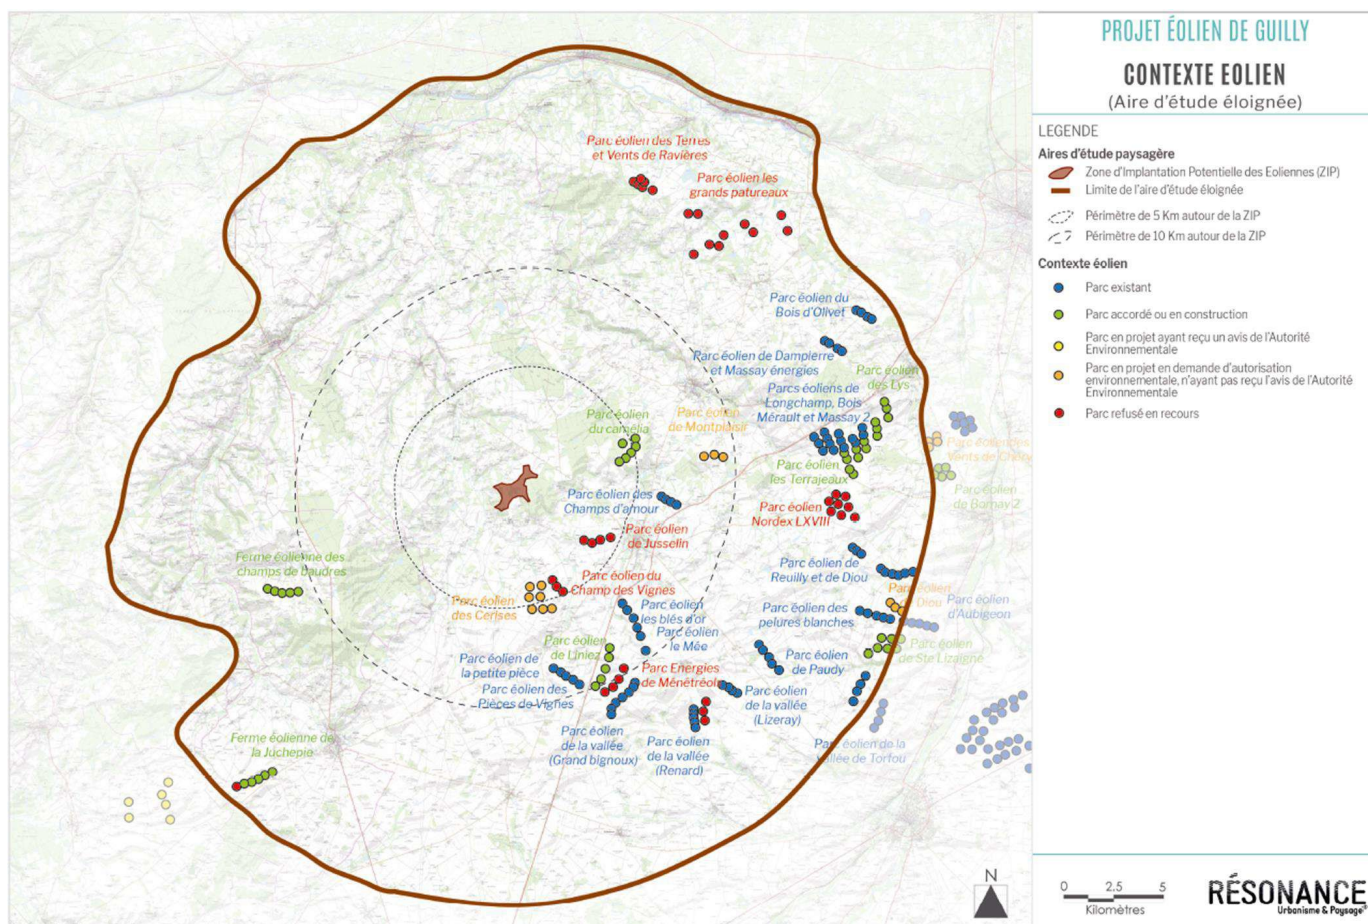 PROJET ÉOLIEN DE GUILLY
CONTEXTE EOLIEN
(Aire d'étude éloignée)
LEGENDE
Aires d'étude paysagère
Zone d'Implantation Potentielle des Eoliennes (ZIP)
Limite de l'aire d'étude éloignée
Périmètre de 5 Km autour de la ZIP
Périmètre de 10 Km autour de la ZIP
Contexte éolien
Parc existant
Parc accordé ou en construction
Parc en projet ayant reçu un avis de l'Autorité
Environnementale
Parc en projet en demande d'autorisation
environnementale, n'ayant pas reçu l'avis de l'Autorité
Environnementale
Parc refusé en recours
Parc éolien des Terres
et Vents de Ravières
Parc éolien les
grands patureaux
Parc éolien du
Bois d'Olivet
Parc éolien de Dampierre
et Massay énergies
Parc éolien
des Lys
Parcs éoliens de
Longchamp, Bois
Mérault et Massay 2
Parc éolien
du camélia
Parc éolien
de Montplaisir
Parc éolien des
Vents de
Parc éolien
de Bornay 2
Parc éolien
les Terrajeaux
Parc éolien des
Champs d'amour
Parc éolien
Nordex LXVIII
Parc éolien
de Jusselin
Ferme éolienne des
champs de baudres
Parc éolien de
Reuilly et de Diou
Parc éolien du
Champ des Vignes
Parc éolien
des Cerises
Parc éolien
Diou
Parc éolien
d'Aubigeon
Parc éolien
les blés d'or
Parc éolien des
pelures blanches
Parc éolien
le Mée
Parc éolien
de Liniez
Parc éolien
de Ste Lizaigne
Parc éolien de
la petite pièce
Parc Energies
de Ménétréols
Parc éolien
de Paudy
Parc éolien des
Pièces de Vignes
Parc éolien
de la vallée
(Lizeray)
Ferme éolienne de
la Juchepie
Parc éolien
de la vallée
(Grand bignoux)
Parc éolien
de la vallée
(Renard)
Parc éolien de la
Vallée de Torfou
N
0 2.5 5
Kilomètres
RÉSONANCE
Urbanisme & Paysage